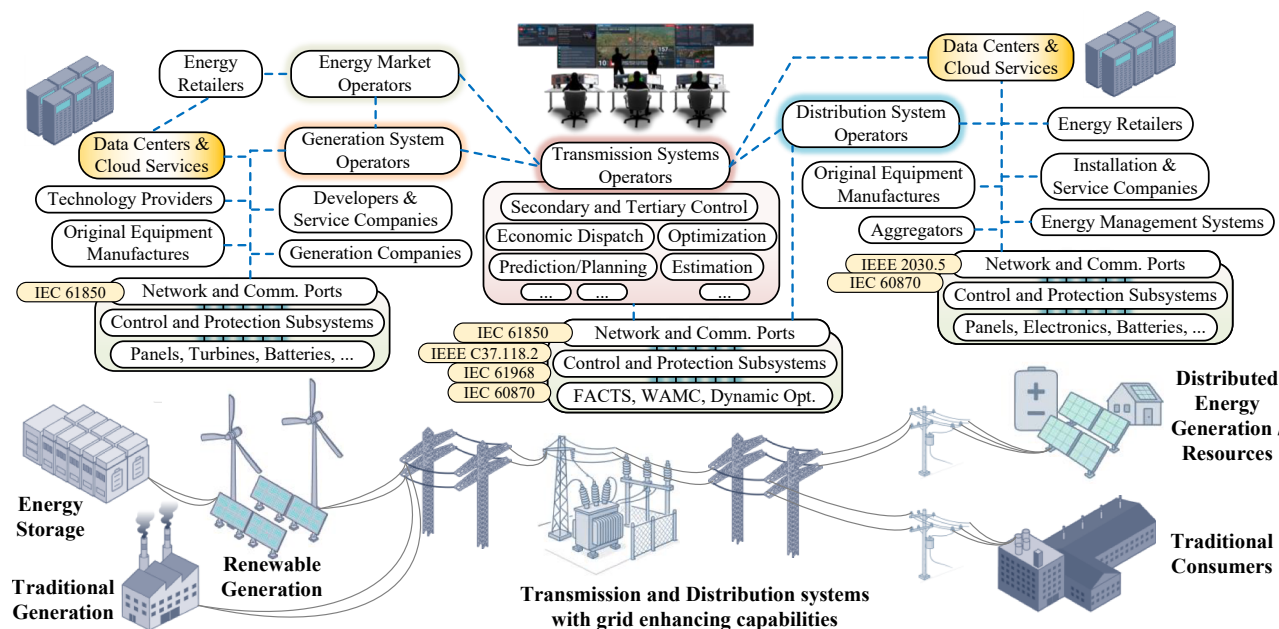 Energy
Retailers
Energy Market
Operators
Data Centers &
Cloud Services
Generation System
Operators
Technology Providers
Developers &
Service Companies
Original Equipment
Manufactures
Generation Companies
IEC 61850
Network and Comm. Ports
Control and Protection Subsystems
Panels, Turbines, Batteries, ...
Transmission Systems
Operators
Secondary and Tertiary Control
Economic Dispatch
Optimization
Prediction/Planning
Estimation
...
...
...
IEC 61850
IEEE C37.118.2
IEC 61968
IEC 60870
Network and Comm. Ports
Control and Protection Subsystems
FACTS, WAMC, Dynamic Opt.
Data Centers &
Cloud Services
Distribution System
Operators
Energy Retailers
Original Equipment
Manufactures
Installation &
Service Companies
Aggregators
Energy Management Systems
IEEE 2030.5
IEC 60870
Network and Comm. Ports
Control and Protection Subsystems
Panels, Electronics, Batteries, ...
Energy
Storage
Traditional
Generation
Renewable
Generation
Transmission and Distribution systems
with grid enhancing capabilities
Distributed
Energy
Generation /
Resources
Traditional
Consumers